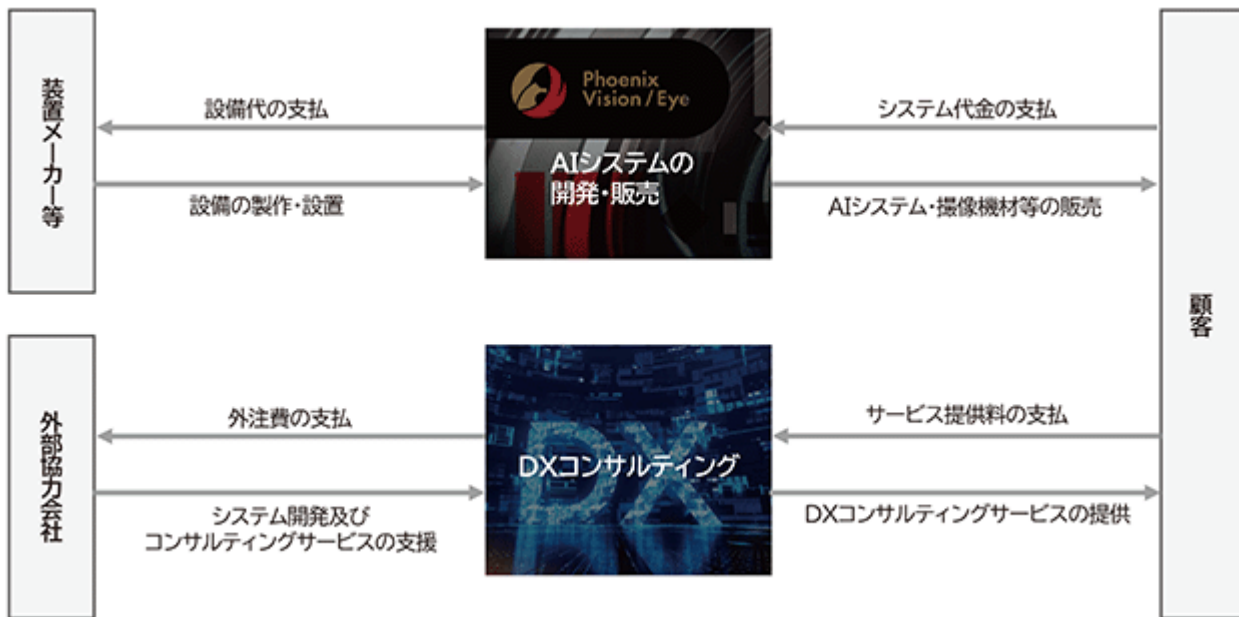 装置メーカー等
設備代の支払
設備の製作・設置
Phoenix
Vision / Eye
AIシステムの
開発・販売
システム代金の支払
AIシステム・撮像機材等の販売
顧客
外部協力会社
外注費の支払
システム開発及び
コンサルティングサービスの支援
DX
DXコンサルティング
サービス提供料の支払
DXコンサルティングサービスの提供